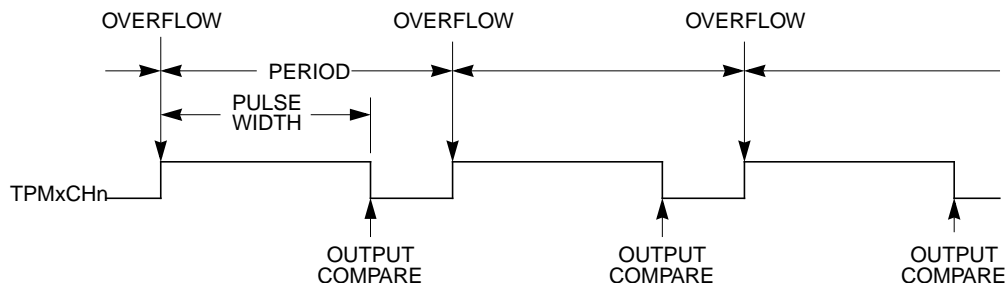 OVERFLOW
OVERFLOW
OVERFLOW
PERIOD
PULSE
WIDTH
TPMxCHn
OUTPUT
COMPARE
OUTPUT
COMPARE
OUTPUT
COMPARE